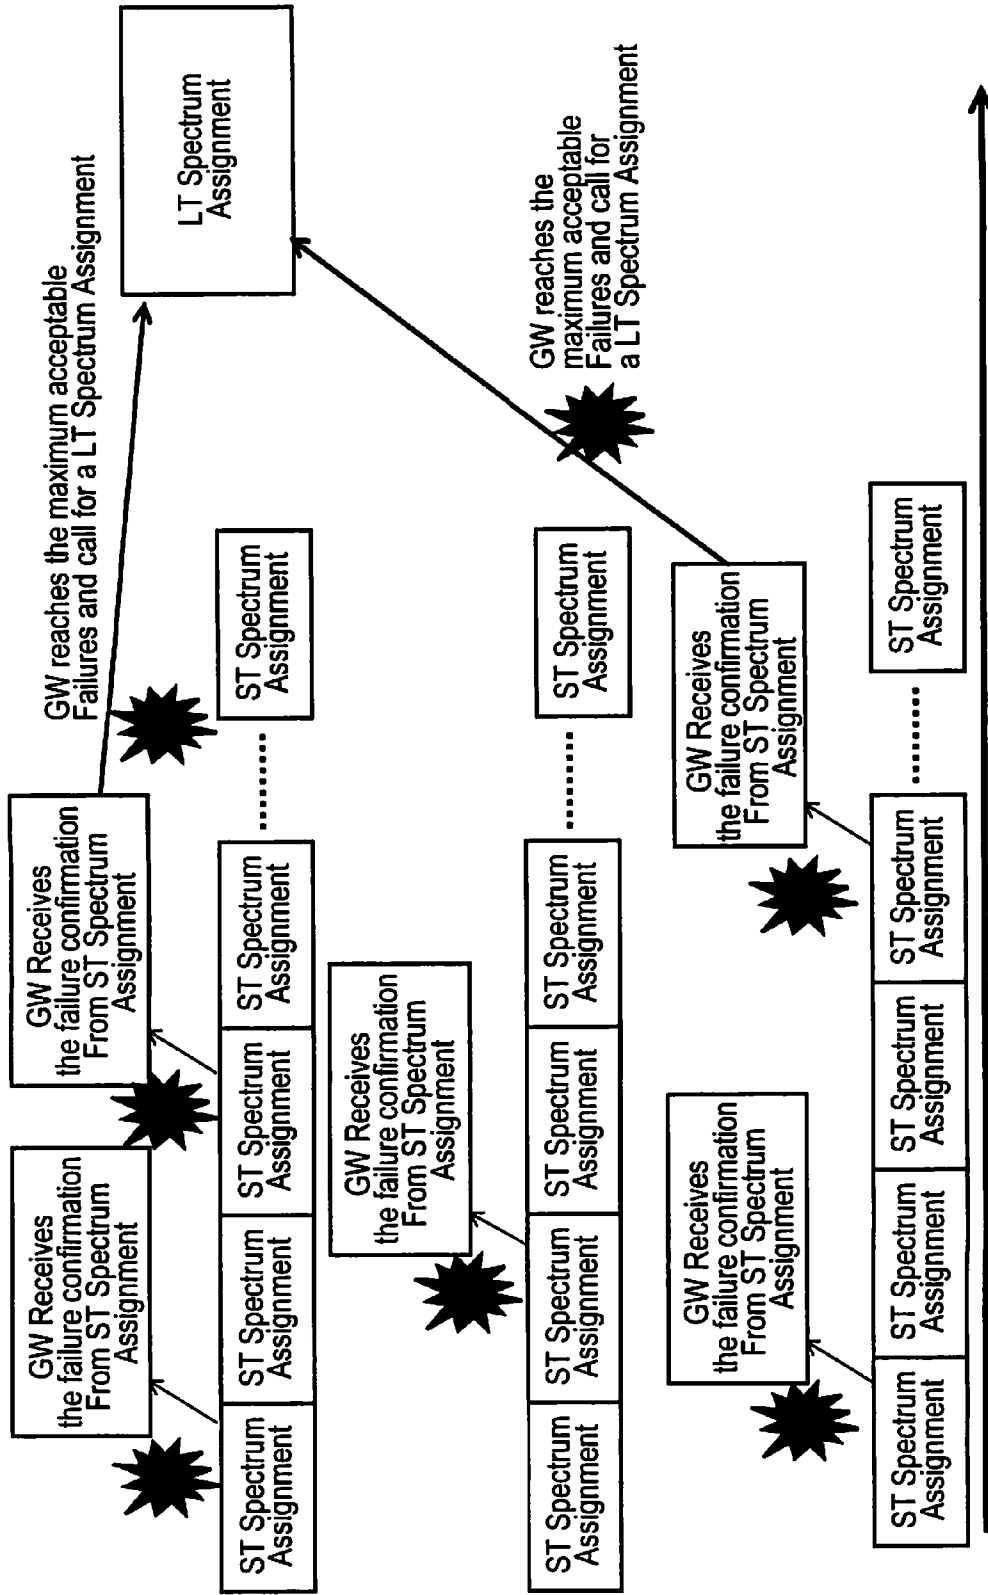 GW Receives
the failure confirmation
From ST Spectrum
Assignment
GW Receives
the failure confirmation
From ST Spectrum
Assignment
GW reaches the maximum acceptable
Failures and call for a LT Spectrum Assignment
LT Spectrum
Assignment
ST Spectrum
Assignment
ST Spectrum
Assignment
ST Spectrum
Assignment
ST Spectrum
Assignment
.........
ST Spectrum
Assignment
GW Receives
the failure confirmation
From ST Spectrum
Assignment
ST Spectrum
Assignment
ST Spectrum
Assignment
ST Spectrum
Assignment
ST Spectrum
Assignment
.........
ST Spectrum
Assignment
GW reaches the
maximum acceptable
Failures and call for
a LT Spectrum Assignment
GW Receives
the failure confirmation
From ST Spectrum
Assignment
GW Receives
the failure confirmation
From ST Spectrum
Assignment
ST Spectrum
Assignment
ST Spectrum
Assignment
ST Spectrum
Assignment
ST Spectrum
Assignment
.........
ST Spectrum
Assignment